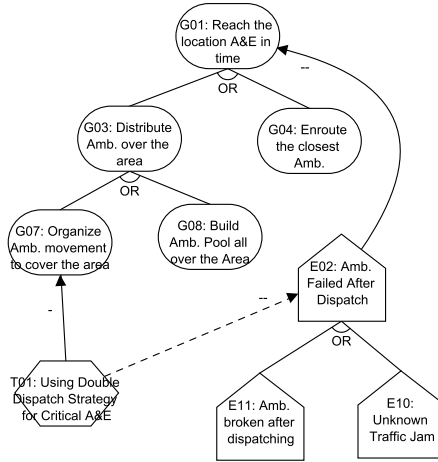 G01: Reach the
location A&E in
time
--
OR
G03: Distribute
Amb. over the
area
G04: Enroute
the closest
Amb.
OR
G07: Organize
Amb. movement
to cover the area
G08: Build
Amb. Pool all
over the Area
E02: Amb.
Failed After
Dispatch
-
--
OR
T01: Using Double
Dispatch Strategy
for Critical A&E
E11: Amb.
broken after
dispatching
E10:
Unknown
Traffic Jam